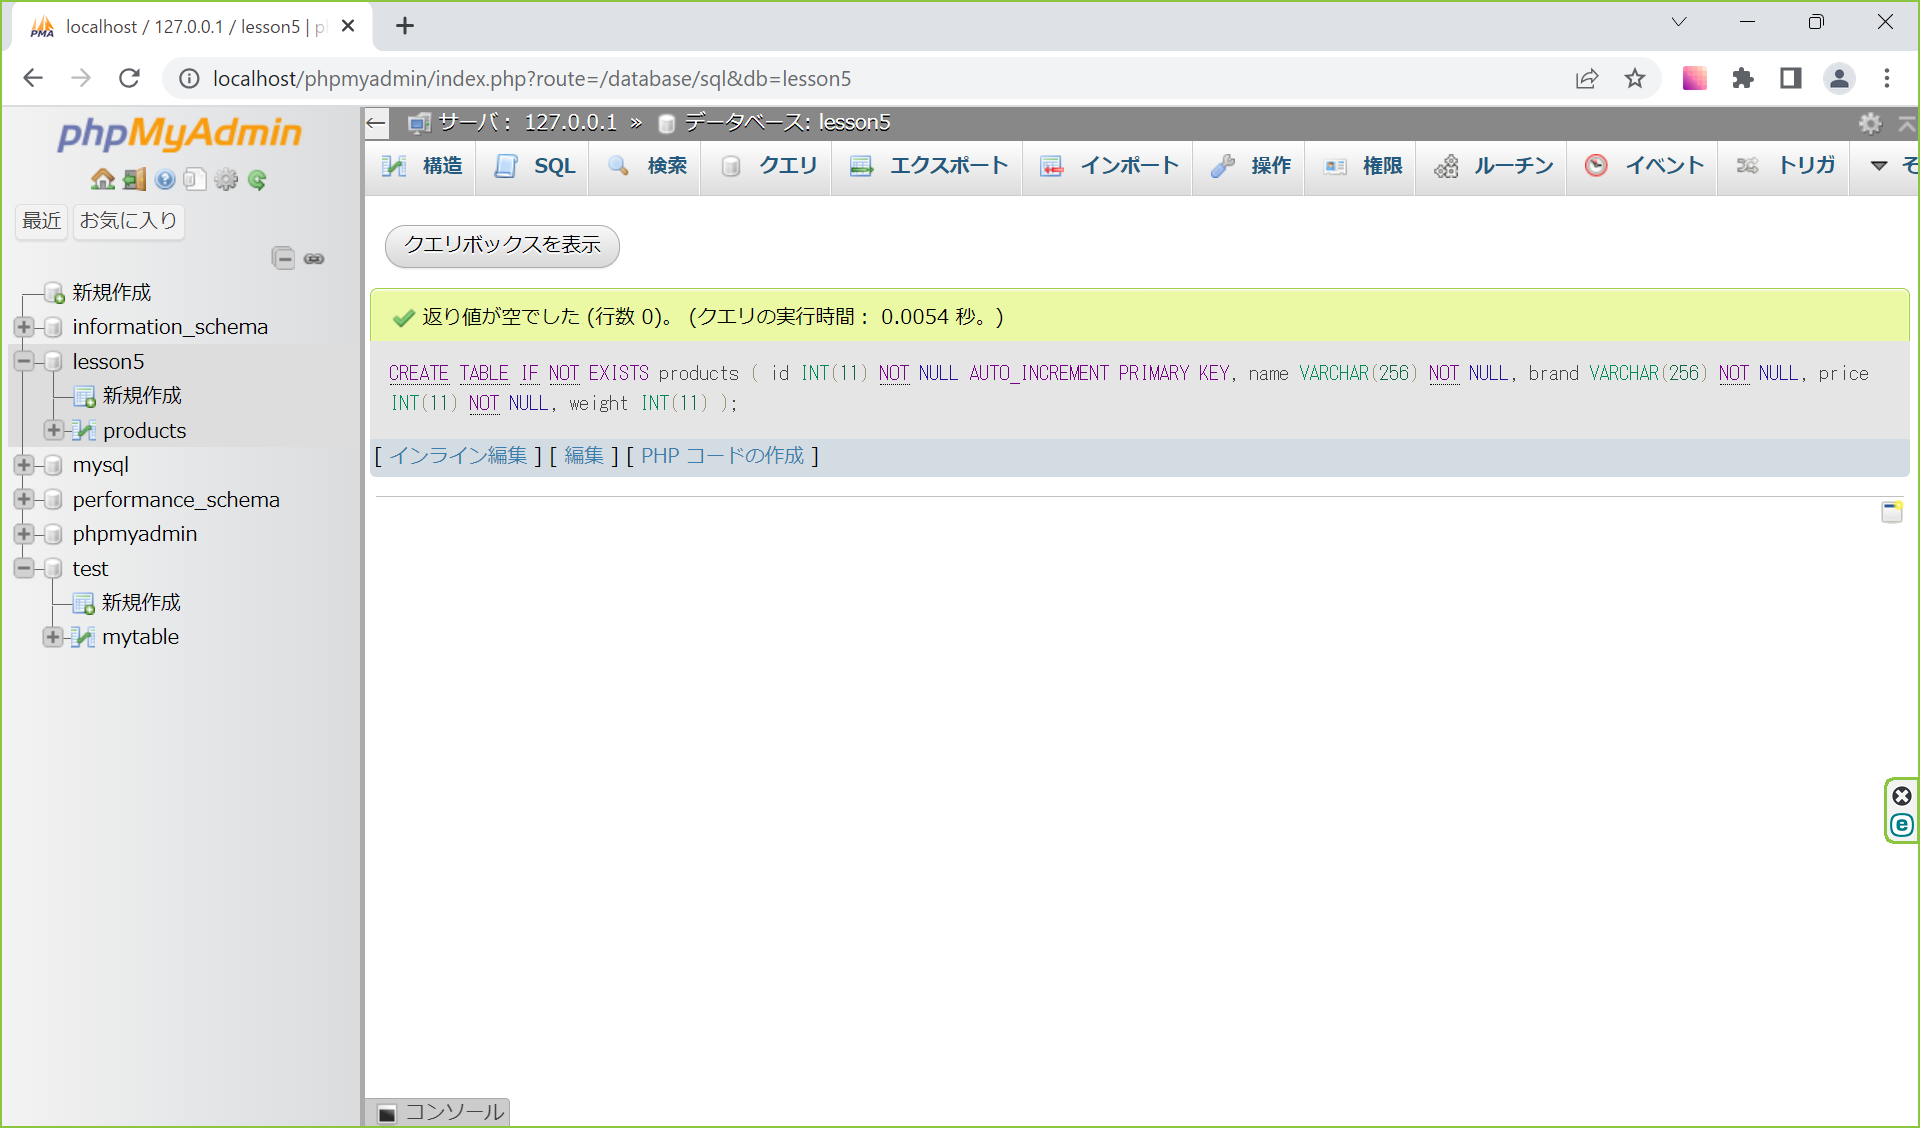 localhost / 127.0.0.1 / lesson5 | p
localhost/phpmyadmin/index.php?route=/database/sql&db=lesson5
phpMyAdmin
最近 お気に入り
新規作成
information_schema
lesson5
新規作成
products
mysql
performance_schema
phpmyadmin
test
新規作成
mytable
サーバ: 127.0.0.1 » データベース: lesson5
構造 SQL 検索 クエリ エクスポート インポート 操作 権限 ルーチン イベント トリガ そ
クエリボックスを表示
返り値が空でした (行数 0)。 (クエリの実行時間: 0.0054 秒。)
CREATE TABLE IF NOT EXISTS products ( id INT(11) NOT NULL AUTO_INCREMENT PRIMARY KEY, name VARCHAR(256) NOT NULL, brand VARCHAR(256) NOT NULL, price
INT(11) NOT NULL, weight INT(11) );
[ インライン編集 ] [ 編集 ] [ PHP コードの作成 ]
コンソール